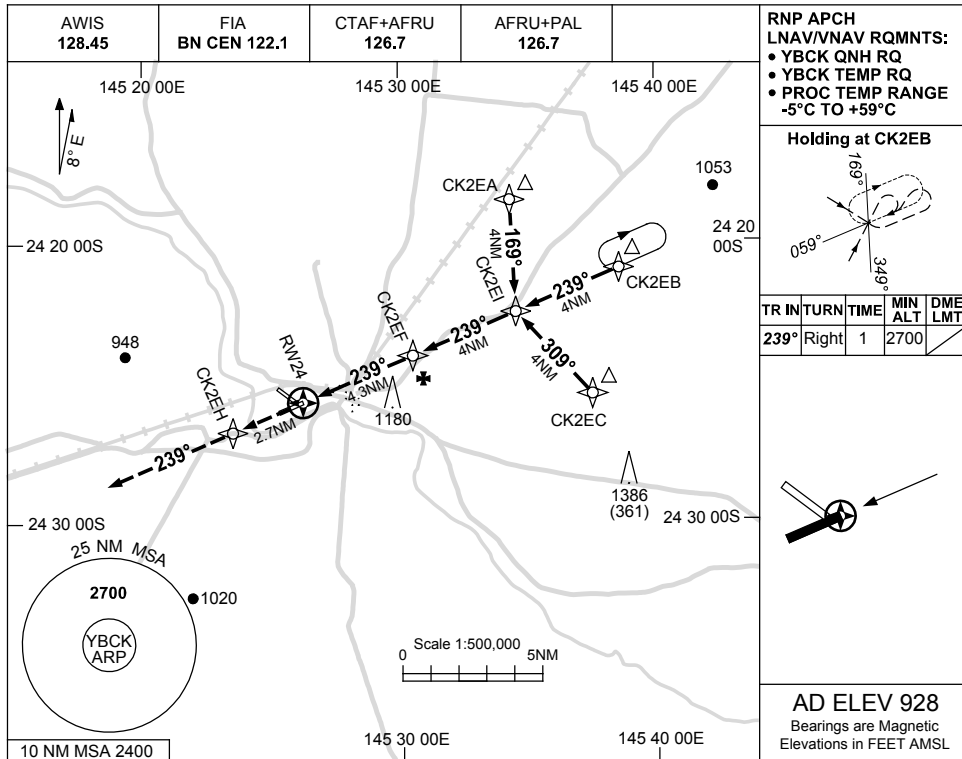 AWIS
128.45
FIA
BN CEN 122.1
CTAF+AFRU
126.7
AFRU+PAL
126.7
RNP APCH
LNAV/VNAV RQMNTS:
• YBCK QNH RQ
• YBCK TEMP RQ
• PROC TEMP RANGE
-5°C TO +59°C
145 20 00E
145 30 00E
145 40 00E
8° E
24 20 00S
24 20
00S
1053
CK2EA
169°
4NM
CK2EI
239°
4NM
CK2EB
239°
4NM
CK2EF
309°
4NM
CK2EC
239°
4.3NM
RW24
948
CK2EH
2.7NM
239°
1180
1386
(361)
24 30 00S
24 30 00S
25 NM MSA
2700
YBCK
ARP
1020
Scale 1:500,000
0 5NM
10 NM MSA 2400
145 30 00E
145 40 00E
Holding at CK2EB
169°
059°
349°
TR IN TURN TIME MIN ALT DME LMT
239° Right 1 2700
AD ELEV 928
Bearings are Magnetic
Elevations in FEET AMSL